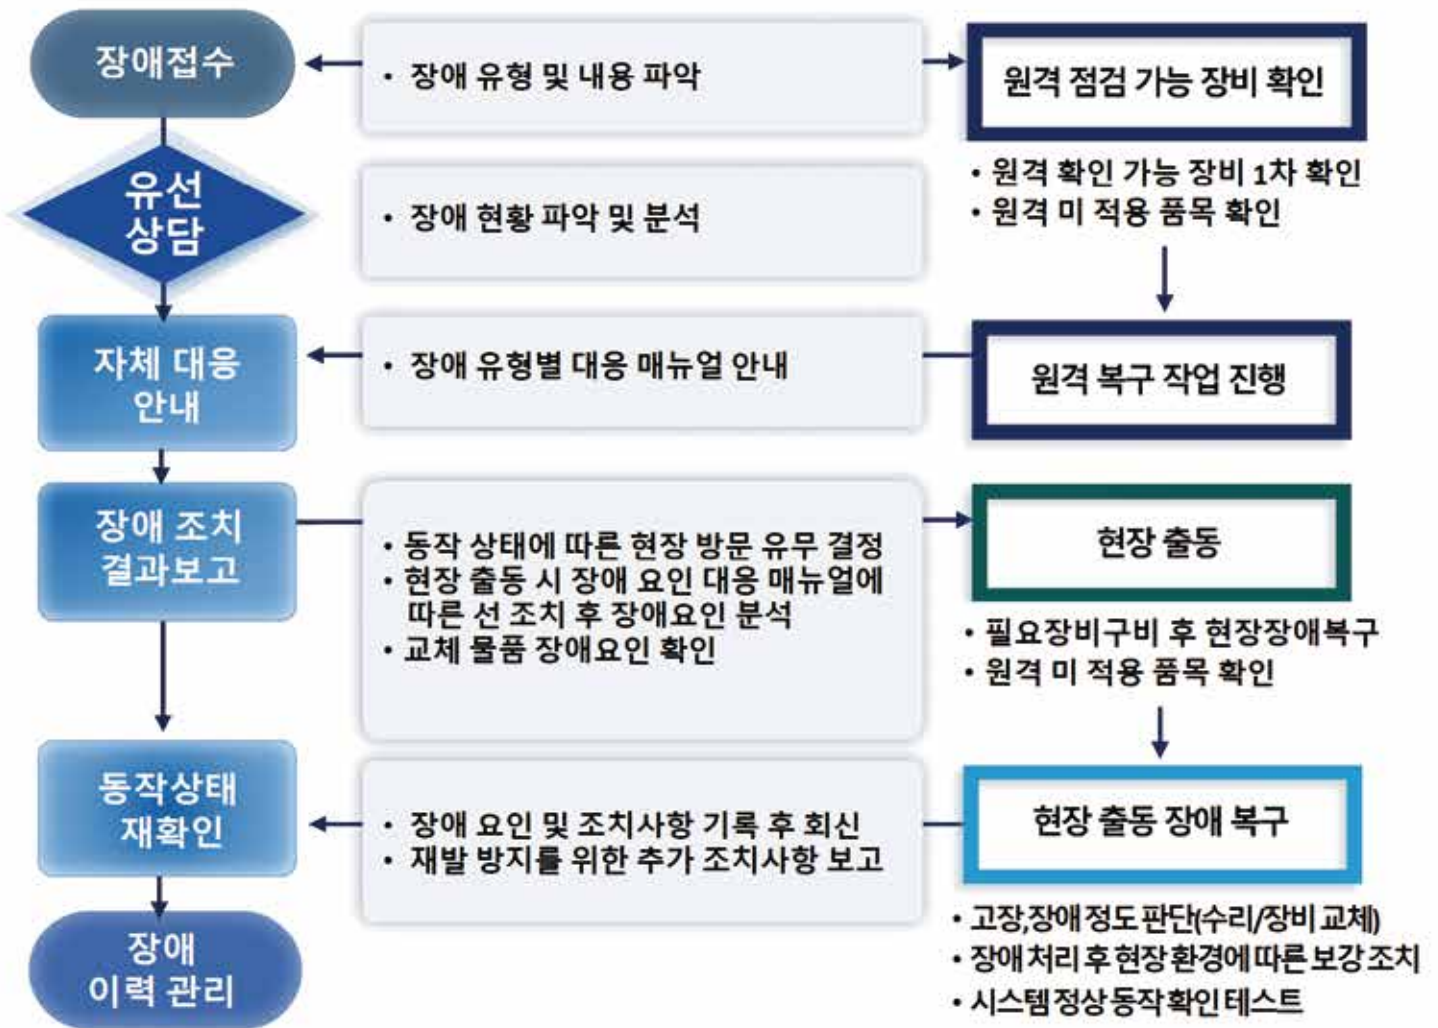 장애접수
• 장애 유형 및 내용 파악
원격 점검 가능 장비 확인
• 원격 확인 가능 장비 1차 확인
• 원격 미 적용 품목 확인
유선
상담
• 장애 현황 파악 및 분석
자체 대응
안내
• 장애 유형별 대응 매뉴얼 안내
원격 복구 작업 진행
장애 조치
결과보고
• 동작 상태에 따른 현장 방문 유무 결정
• 현장 출동 시 장애 요인 대응 매뉴얼에
따른 선 조치 후 장애요인 분석
• 교체 물품 장애요인 확인
현장 출동
• 필요장비구비 후 현장장애복구
• 원격 미 적용 품목 확인
동작상태
재확인
• 장애 요인 및 조치사항 기록 후 회신
• 재발 방지를 위한 추가 조치사항 보고
현장 출동 장애 복구
• 고장,장애 정도 판단(수리/장비 교체)
• 장애 처리 후 현장 환경에 따른 보강 조치
• 시스템 정상 동작 확인 테스트
장애
이력 관리